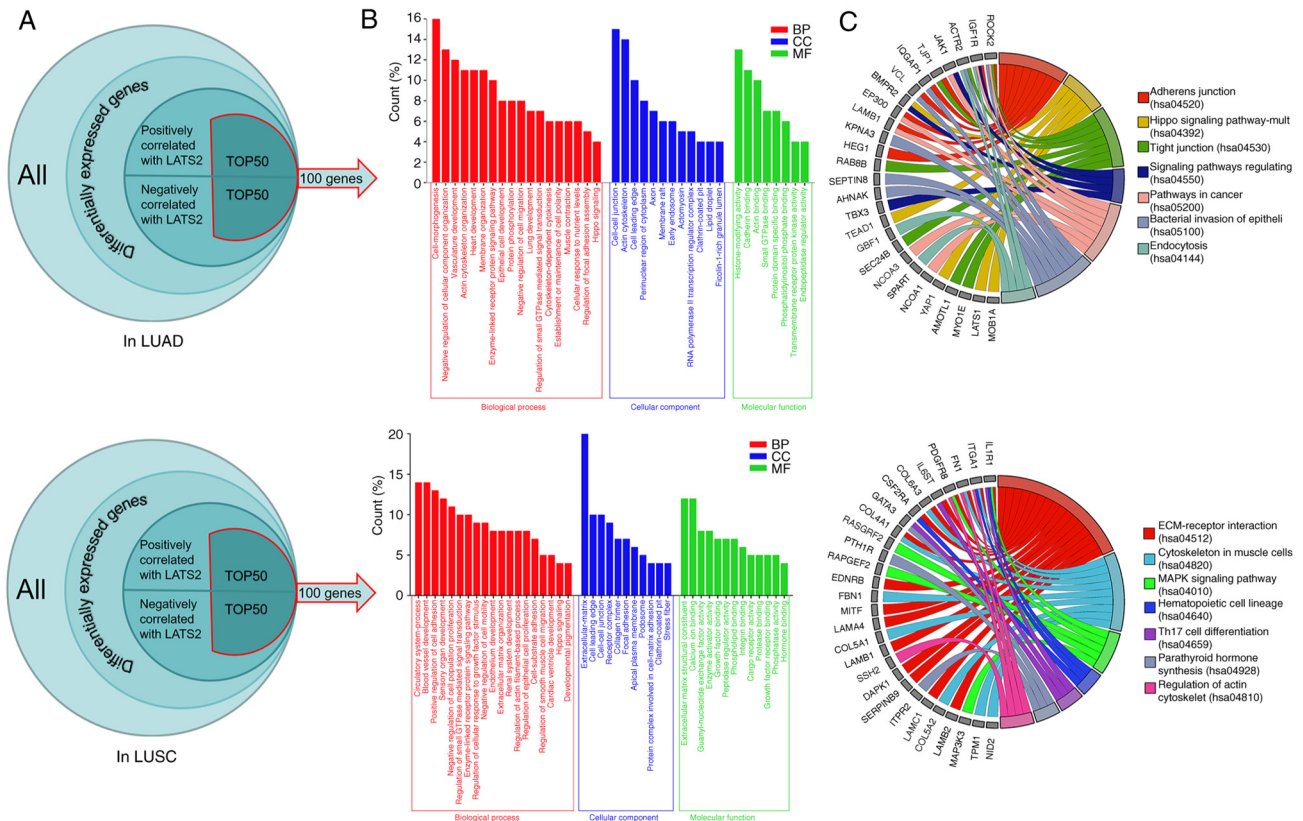 A
All
Differentially expressed genes
Positively
correlated
with LATS2
Negatively
correlated
with LATS2
TOP50
TOP50
100 genes
In LUAD
B
Count (%)
16
14
12
10
8
6
4
2
0
BP
CC
MF
Cell-morphogenesis
Negative regulation of cellular component organization
Vasculature development
Actin cytoskeleton organization
Heart development
Membrane organization
Enzyme-linked receptor protein signaling pathway
Epithelial development
Protein phosphorylation
Negative regulation of cell migration
Lung development
Regulation of small GTPase mediated signal transduction
Cytoskeleton-dependent cytokinesis
Establishment or maintenance of cell polarity
Muscle contraction
Cellular response to nutrient levels
Regulation of focal adhesion assembly
Hippo signaling
Cell-cell junction
Actin cytoskeleton
Cell leading edge
Perinuclear region of cytoplasm
Axon
Membrane raft
Early endosome
Actomyosin
RNA polymerase II transcription regulator complex
Clathrin-coated pit
Lipid droplet
Ficolin-1-rich granule lumen
Histone-modifying activity
Cadherin binding
Actin binding
Small GTPase binding
Protein domain specific binding
Phosphatidylinositol-phosphate binding
Transmembrane receptor protein kinase activity
Endopeptidase regulator activity
Biological process
Cellular component
Molecular function
C
ROCK2
IGF1R
ACTR2
JAK1
TJP1
IQGAP1
VCL
BMPR2
EP300
LAMB1
KPNA3
HEG1
RAB8B
SEPTIN8
AHNAK
TBX3
TEAD1
GBF1
SEC24B
NCOA3
SPART
NCOA1
YAP1
AMOTL1
MYO1E
LATS1
MOB1A
Adherens junction
(hsa04520)
Hippo signaling pathway-mult
(hsa04392)
Tight junction (hsa04530)
Signaling pathways regulating
(hsa04550)
Pathways in cancer
(hsa05200)
Bacterial invasion of epitheli
(hsa05100)
Endocytosis
(hsa04144)
All
Differentially expressed genes
Positively
correlated
with LATS2
Negatively
correlated
with LATS2
TOP50
TOP50
100 genes
In LUSC
Count (%)
20
15
10
5
0
BP
CC
MF
Circulatory system-process
Blood vessel development
Positive regulation of cell adhesion
Sensory organ development
Negative regulation of cell population proliferation
Regulation of small GTPase mediated signal transduction
Enzyme-linked receptor protein signaling pathway
Regulation of cellular response to growth factor stimulus
Negative regulation of cell motility
Endothelium development
Extracellular matrix organization
Renal system development
Regulation of actin filament-based process
Regulation of epithelial cell proliferation
Cell-substrate adhesion
Regulation of smooth muscle cell migration
Cardiac ventricle development
Hippo signaling
Developmental pigmentation
Extracellular-matrix
Cell leading edge
Cell-cell junction
Receptor complex
Collagen trimer
Focal adhesion
Apical plasma membrane
Podosome
Protein complex involved in cell-matrix adhesion
Clathrin-coated pit
Stress fiber
Extracellular matrix structural constituent
Calcium ion binding
Guanyl-nucleotide exchange factor activity
Enzyme activator activity
Growth factor binding
Peptidase regulator activity
Phospholipid binding
Integrin binding
Cargo receptor activity
Protease binding
Growth factor receptor binding
Phosphatase activity
Hormone binding
Biological process
Cellular component
Molecular function
IL1R1
ITGA1
FN1
PDGFRB
IL6ST
COL6A3
CSF2RA
GATA3
COL4A1
RASGRF2
PTH1R
RAPGEF2
EDNRB
FBN1
MITF
LAMA4
COL5A1
LAMB1
SSH2
DAPK1
SERPINB9
ITPR2
LAMC1
COL5A2
LAMB2
MAP3K3
TPM1
NID2
ECM-receptor interaction
(hsa04512)
Cytoskeleton in muscle cells
(hsa04820)
MAPK signaling pathway
(hsa04010)
Hematopoietic cell lineage
(hsa04640)
Th17 cell differentiation
(hsa04659)
Parathyroid hormone
synthesis (hsa04928)
Regulation of actin
cytoskelet (hsa04810)